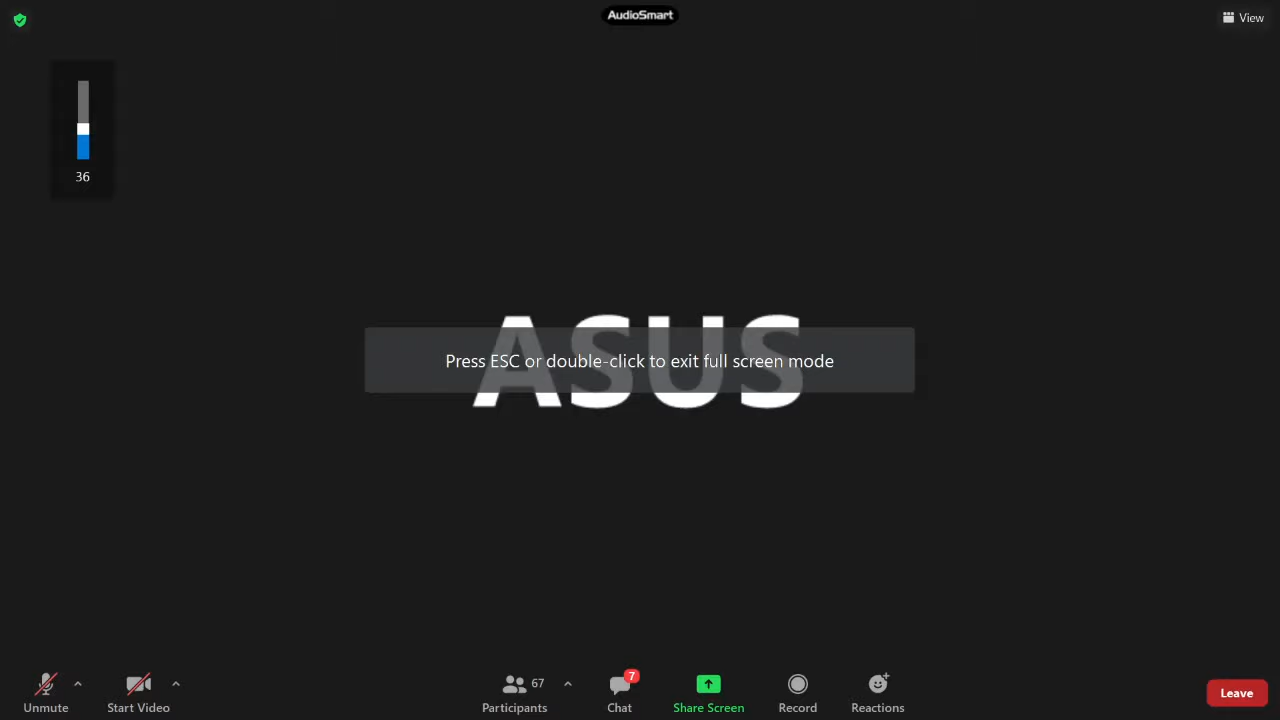 AudioSmart
View
36
ASUS
Press ESC or double-click to exit full screen mode
67
7
Unmute
Start Video
Participants
Chat
Share Screen
Record
Reactions
Leave